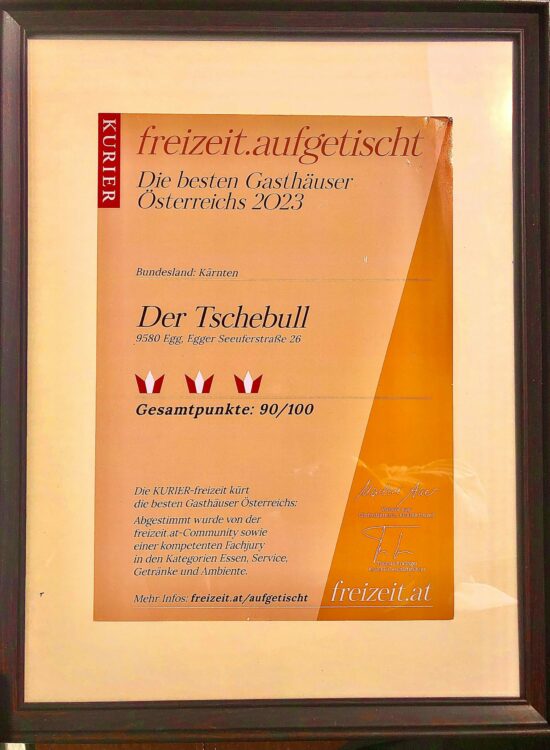 KURIER
freizeit.aufgetischt
Die besten Gasthäuser
Österreichs 2023
Bundesland: Kärnten
Der Tschebull
9580 Egg, Egger Seeuferstraße 26
Gesamtpunkte: 90/100
Die KURIER-freizeit kürt
die besten Gasthäuser Österreichs:
Abgestimmt wurde von der
freizeit.at-Community sowie
einer kompetenten Fachjury
in den Kategorien Essen, Service,
Getränke und Ambiente.
Mehr Infos: freizeit.at/aufgetischt
freizeit.at